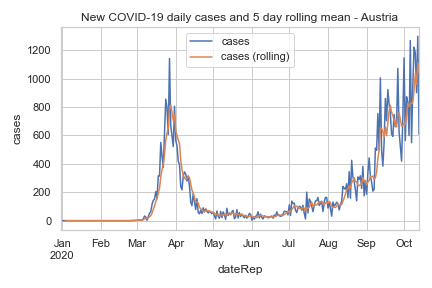 New COVID-19 daily cases and 5 day rolling mean - Austria
cases
cases (rolling)
1200
1000
800
600
400
200
0
cases
Jan Feb Mar Apr May Jun Jul Aug Sep Oct
2020
dateRep